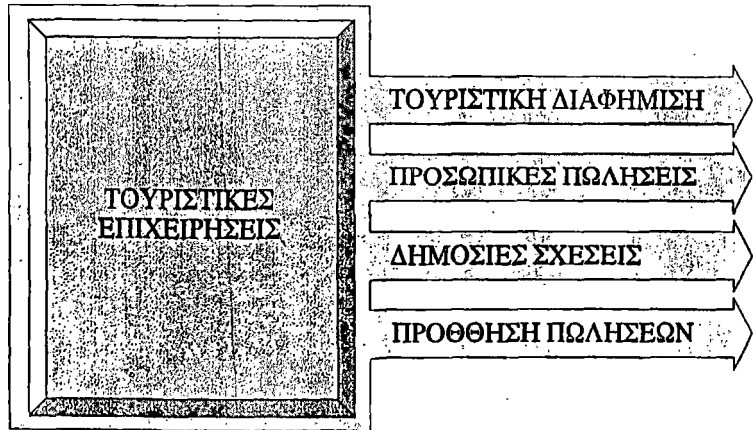 ΤΟΥΡΙΣΤΙΚΕΣ
ΕΠΙΧΕΙΡΗΣΕΙΣ
ΤΟΥΡΙΣΤΙΚΗ ΔΙΑΦΗΜΙΣΗ
ΠΡΟΣΩΠΙΚΕΣ ΠΩΛΗΣΕΙΣ
ΔΗΜΟΣΙΕΣ ΣΧΕΣΕΙΣ
ΠΡΟΘΘΗΣΗ ΠΩΛΗΣΕΩΝ